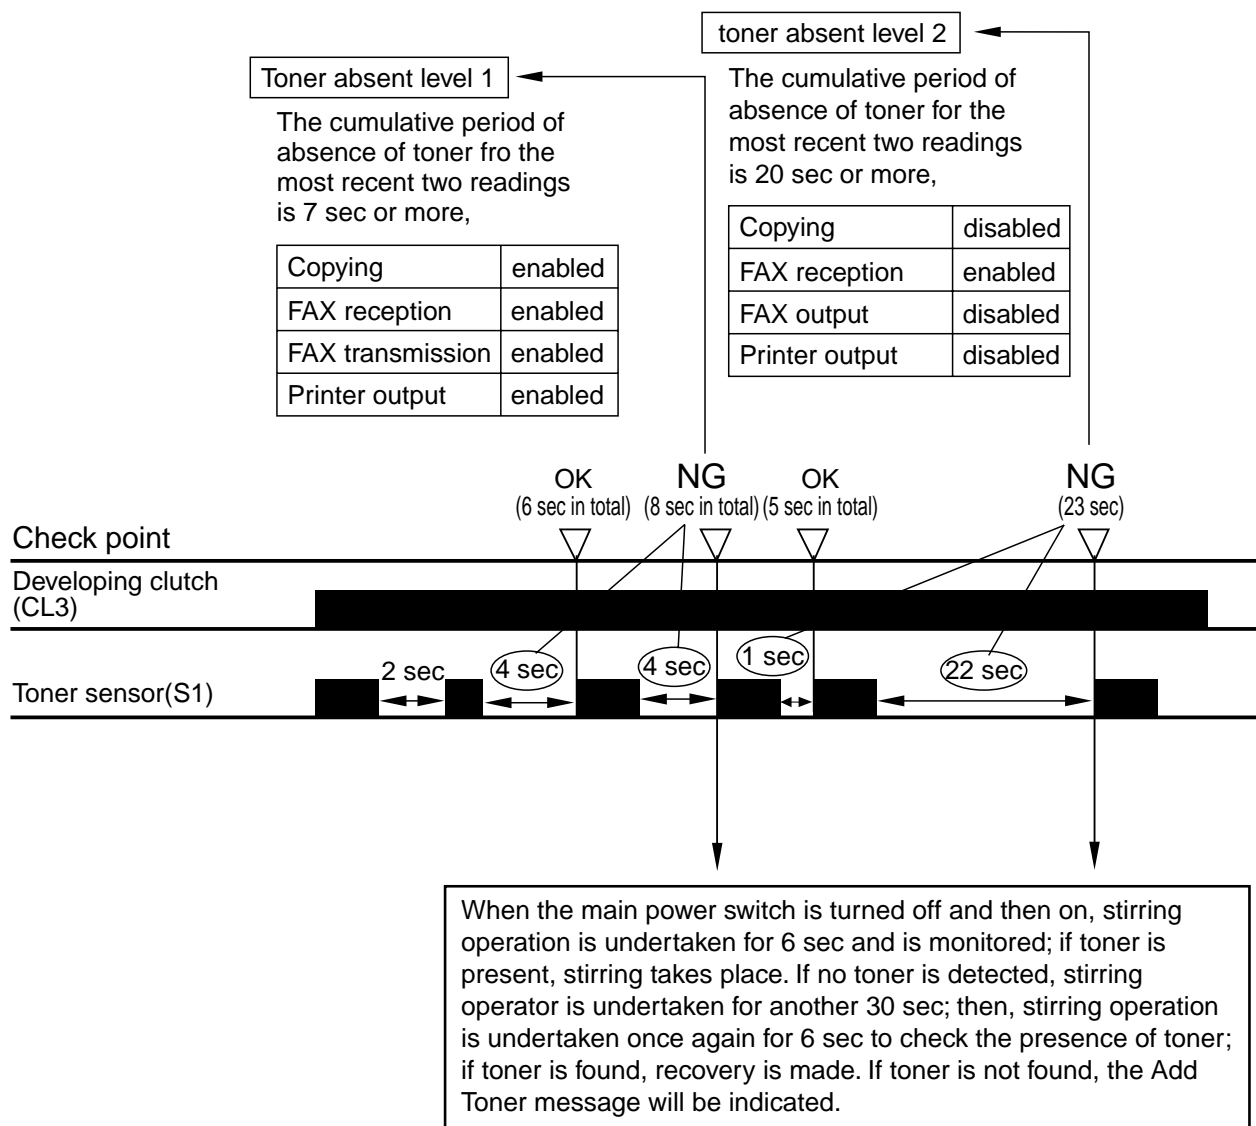 toner absent level 2
Toner absent level 1
The cumulative period of
absence of toner for the
most recent two readings
is 20 sec or more,
The cumulative period of
absence of toner fro the
most recent two readings
is 7 sec or more,
Copying disabled
FAX reception enabled
FAX output disabled
Printer output disabled
Copying enabled
FAX reception enabled
FAX transmission enabled
Printer output enabled
OK NG OK NG
(6 sec in total) (8 sec in total) (5 sec in total) (23 sec)
Check point
Developing clutch
(CL3)
2 sec 4 sec 4 sec 1 sec 22 sec
Toner sensor(S1)
When the main power switch is turned off and then on, stirring
operation is undertaken for 6 sec and is monitored; if toner is
present, stirring takes place. If no toner is detected, stirring
operator is undertaken for another 30 sec; then, stirring operation
is undertaken once again for 6 sec to check the presence of toner;
if toner is found, recovery is made. If toner is not found, the Add
Toner message will be indicated.